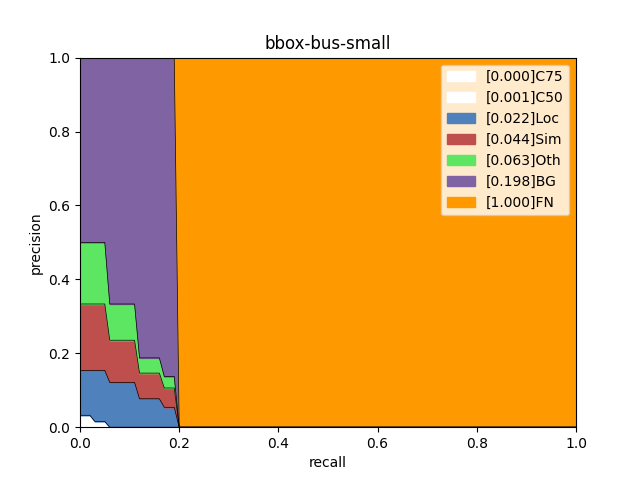 bbox-bus-small
1.0
0.8
0.6
0.4
0.2
0.0
precision
0.0 0.2 0.4 0.6 0.8 1.0
recall
[0.000]C75
[0.001]C50
[0.022]Loc
[0.044]Sim
[0.063]Oth
[0.198]BG
[1.000]FN